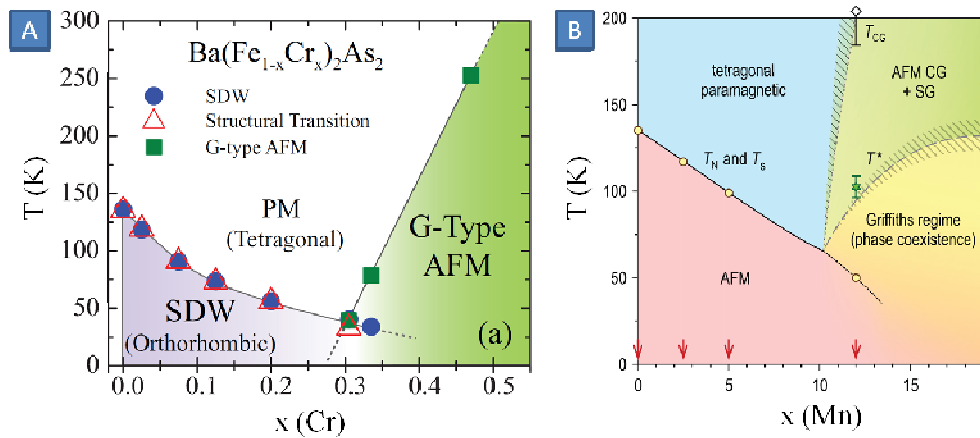 A
300
250
200
150
100
50
0
T (K)
Ba(Fe1-xCrx)2As2
SDW
Structural Transition
G-type AFM
PM
(Tetragonal)
G-Type
AFM
SDW
(Orthorhombic)
(a)
0.0 0.1 0.2 0.3 0.4 0.5
x (Cr)
B
200
150
100
50
T (K)
TCG
tetragonal
paramagnetic
AFM CG
+ SG
TN and TS
T*
Griffiths regime
(phase coexistence)
AFM
0 5 10 15
x (Mn)